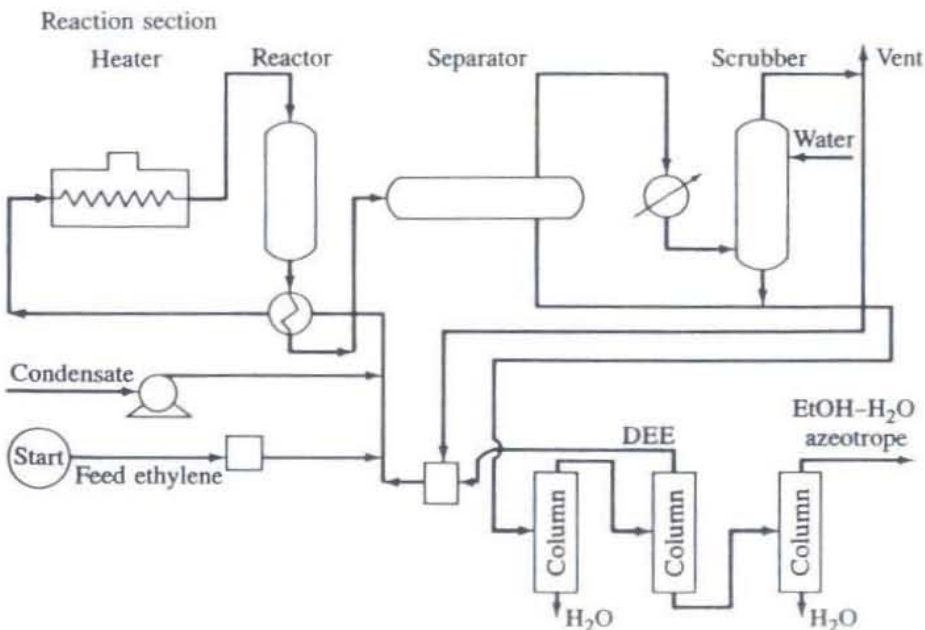 Reaction section
Heater
Reactor
Separator
Scrubber
Vent
Water
Condensate
Start
Feed ethylene
DEE
EtOH–H₂O
azeotrope
Column
Column
Column
H₂O
H₂O